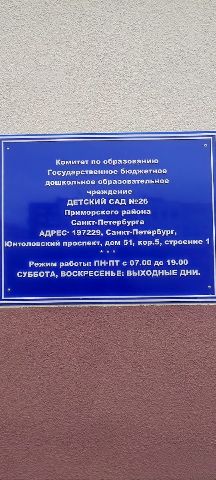 Комитет по образованию
Государственное бюджетное
дошкольное образовательное
учреждение
ДЕТСКИЙ САД №26
Приморского района
Санкт-Петербурга
АДРЕС: 197229, Санкт-Петербург,
Юнтоловский проспект, дом 51, кор.5, строение 1
* * *
Режим работы: ПН-ПТ с 07.00 до 19.00
СУББОТА, ВОСКРЕСЕНЬЕ: ВЫХОДНЫЕ ДНИ.